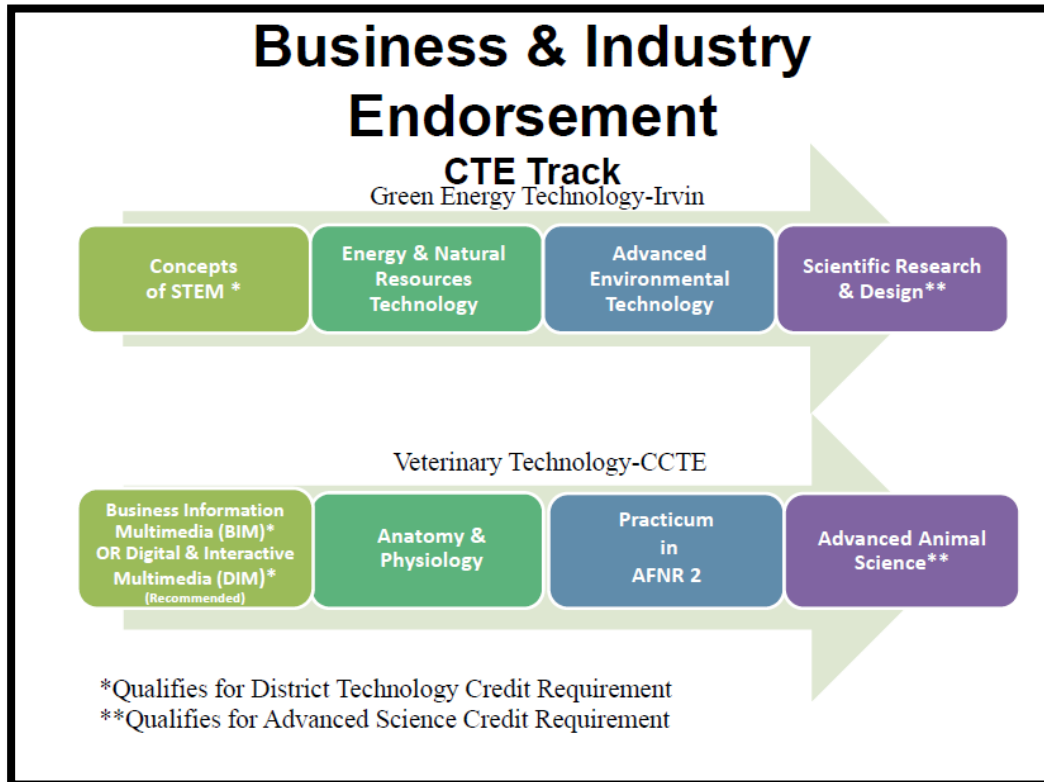 Business & Industry
Endorsement
CTE Track
Green Energy Technology-Irvin
Concepts
of STEM *
Energy & Natural
Resources
Technology
Advanced
Environmental
Technology
Scientific Research
& Design**
Veterinary Technology-CCTE
Business Information
Multimedia (BIM)*
OR Digital & Interactive
Multimedia (DIM)*
(Recommended)
Anatomy &
Physiology
Practicum
in
AFNR 2
Advanced Animal
Science**
*Qualifies for District Technology Credit Requirement
**Qualifies for Advanced Science Credit Requirement